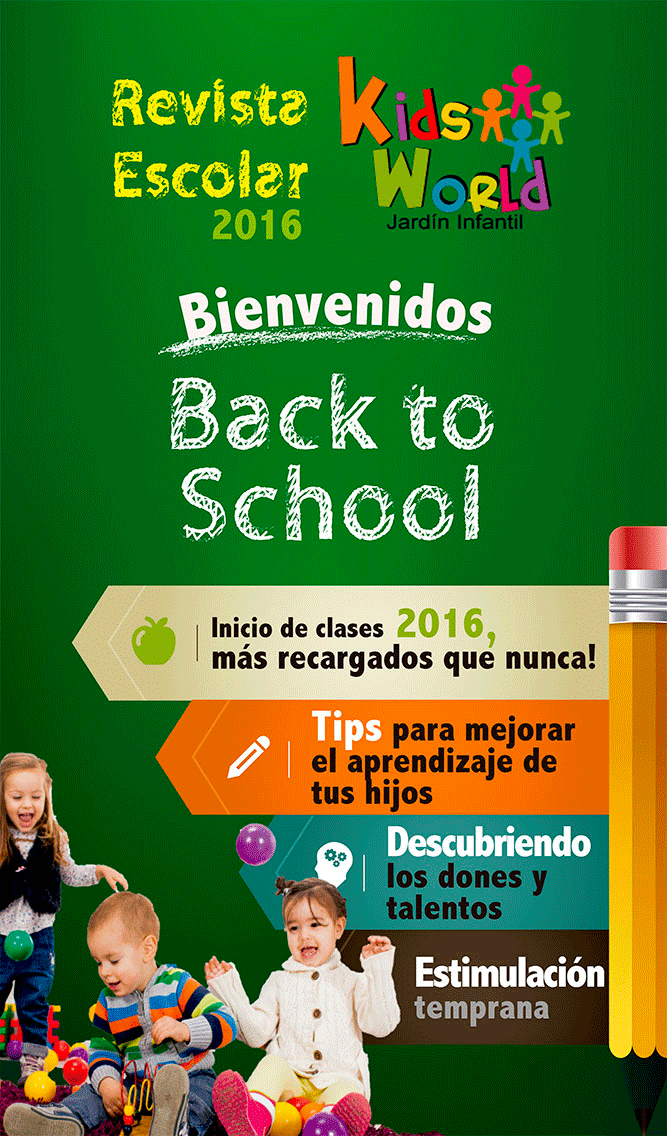 Revista
Escolar
2016
Kids
World
Jardín Infantil
Bienvenidos
Back to
School
Inicio de clases 2016,
más recargados que nunca!
Tips para mejorar
el aprendizaje de
tus hijos
Descubriendo
los dones y
talentos
Estimulación
temprana